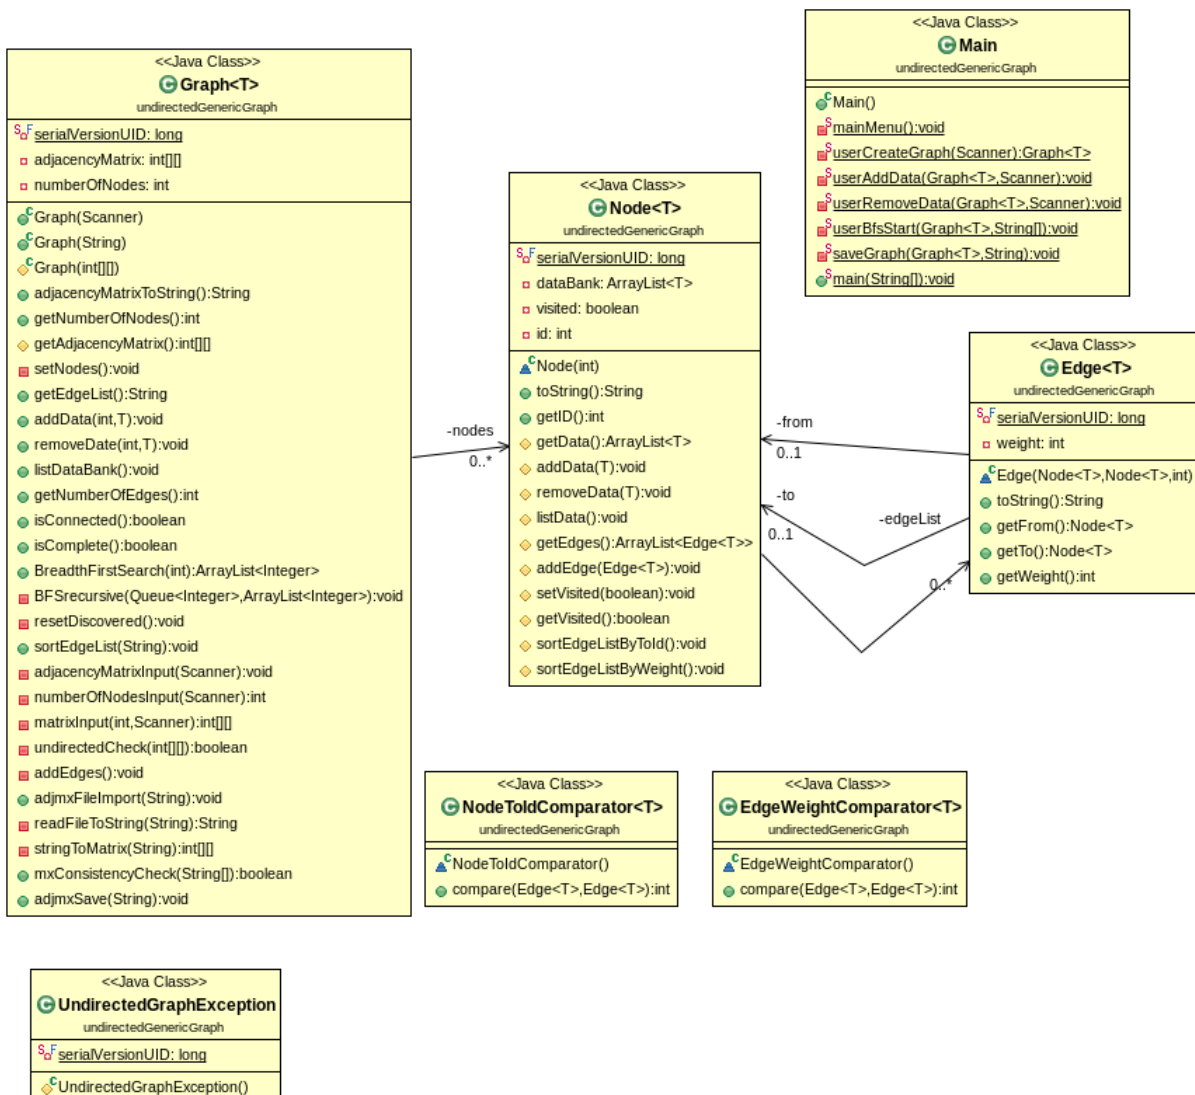 <<Java Class>>
Graph<T>
undirectedGenericGraph
serialVersionUID: long
adjacencyMatrix: int[][]
numberOfNodes: int
Graph(Scanner)
Graph(String)
Graph(int[][])
adjacencyMatrixToString():String
getNumberOfNodes():int
getAdjacencyMatrix():int[][]
setNodes():void
getEdgeList():String
addData(int,T):void
removeDate(int,T):void
listDataBank():void
getNumberOfEdges():int
isConnected():boolean
isComplete():boolean
BreadthFirstSearch(int):ArrayList<Integer>
BFSrecursive(Queue<Integer>,ArrayList<Integer>):void
resetDiscovered():void
sortEdgeList(String):void
adjacencyMatrixInput(Scanner):void
numberOfNodesInput(Scanner):int
matrixInput(int,Scanner):int[][]
undirectedCheck(int[][]):boolean
addEdges():void
adjmxFileImport(String):void
readFileToString(String):String
stringToMatrix(String):int[][]
mxConsistencyCheck(String[]):boolean
adjmxSave(String):void
-nodes
0..*
<<Java Class>>
Node<T>
undirectedGenericGraph
serialVersionUID: long
dataBank: ArrayList<T>
visited: boolean
id: int
Node(int)
toString():String
getID():int
getData():ArrayList<T>
addData(T):void
removeData(T):void
listData():void
getEdges():ArrayList<Edge<T>>
addEdge(Edge<T>):void
setVisited(boolean):void
getVisited():boolean
sortEdgeListByToId():void
sortEdgeListByWeight():void
<<Java Class>>
Main
undirectedGenericGraph
Main()
mainMenu():void
userCreateGraph(Scanner):Graph<T>
userAddData(Graph<T>,Scanner):void
userRemoveData(Graph<T>,Scanner):void
userBfsStart(Graph<T>,String[]):void
saveGraph(Graph<T>,String):void
main(String[]):void
-from
0..1
-to
0..1
-edgeList
0..*
<<Java Class>>
Edge<T>
undirectedGenericGraph
serialVersionUID: long
weight: int
Edge(Node<T>,Node<T>,int)
toString():String
getFrom():Node<T>
getTo():Node<T>
getWeight():int
<<Java Class>>
NodeToIdComparator<T>
undirectedGenericGraph
NodeToIdComparator()
compare(Edge<T>,Edge<T>):int
<<Java Class>>
EdgeWeightComparator<T>
undirectedGenericGraph
EdgeWeightComparator()
compare(Edge<T>,Edge<T>):int
<<Java Class>>
UndirectedGraphException
undirectedGenericGraph
serialVersionUID: long
UndirectedGraphException()